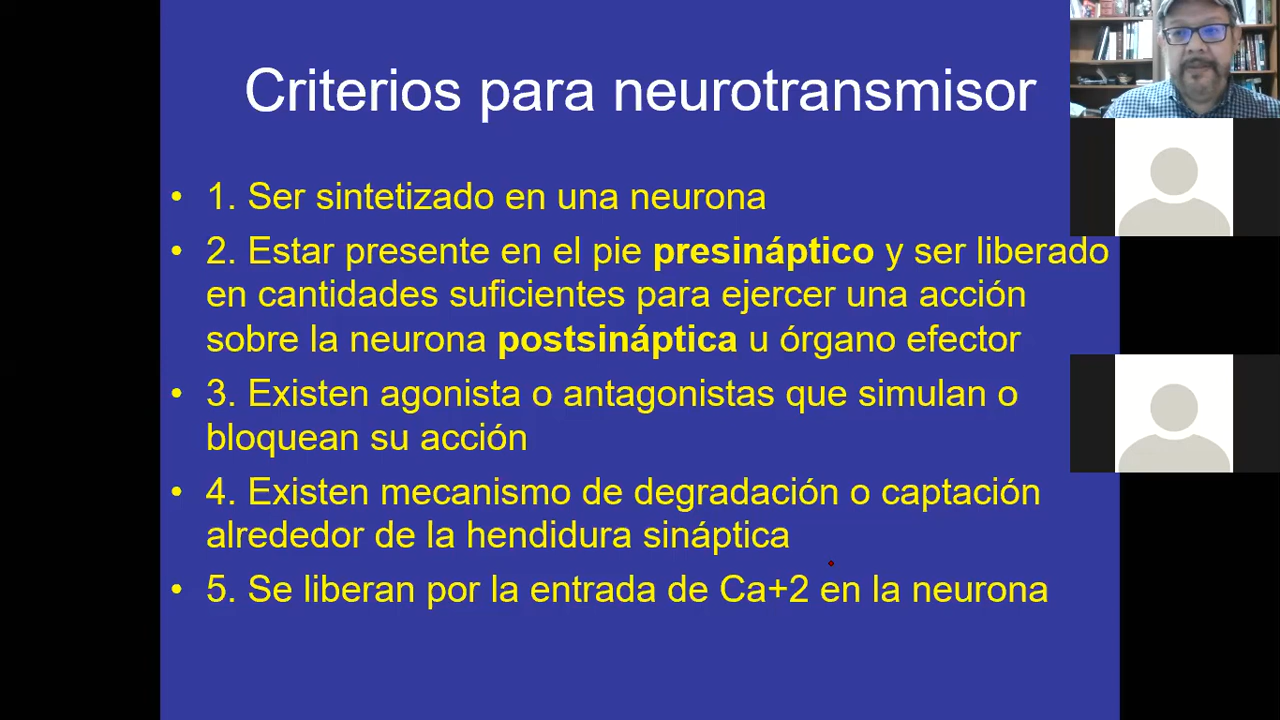 Criterios para neurotransmisor
• 1. Ser sintetizado en una neurona
• 2. Estar presente en el pie presináptico y ser liberado
en cantidades suficientes para ejercer una acción
sobre la neurona postsináptica u órgano efector
• 3. Existen agonista o antagonistas que simulan o
bloquean su acción
• 4. Existen mecanismo de degradación o captación
alrededor de la hendidura sináptica
• 5. Se liberan por la entrada de Ca+2 en la neurona